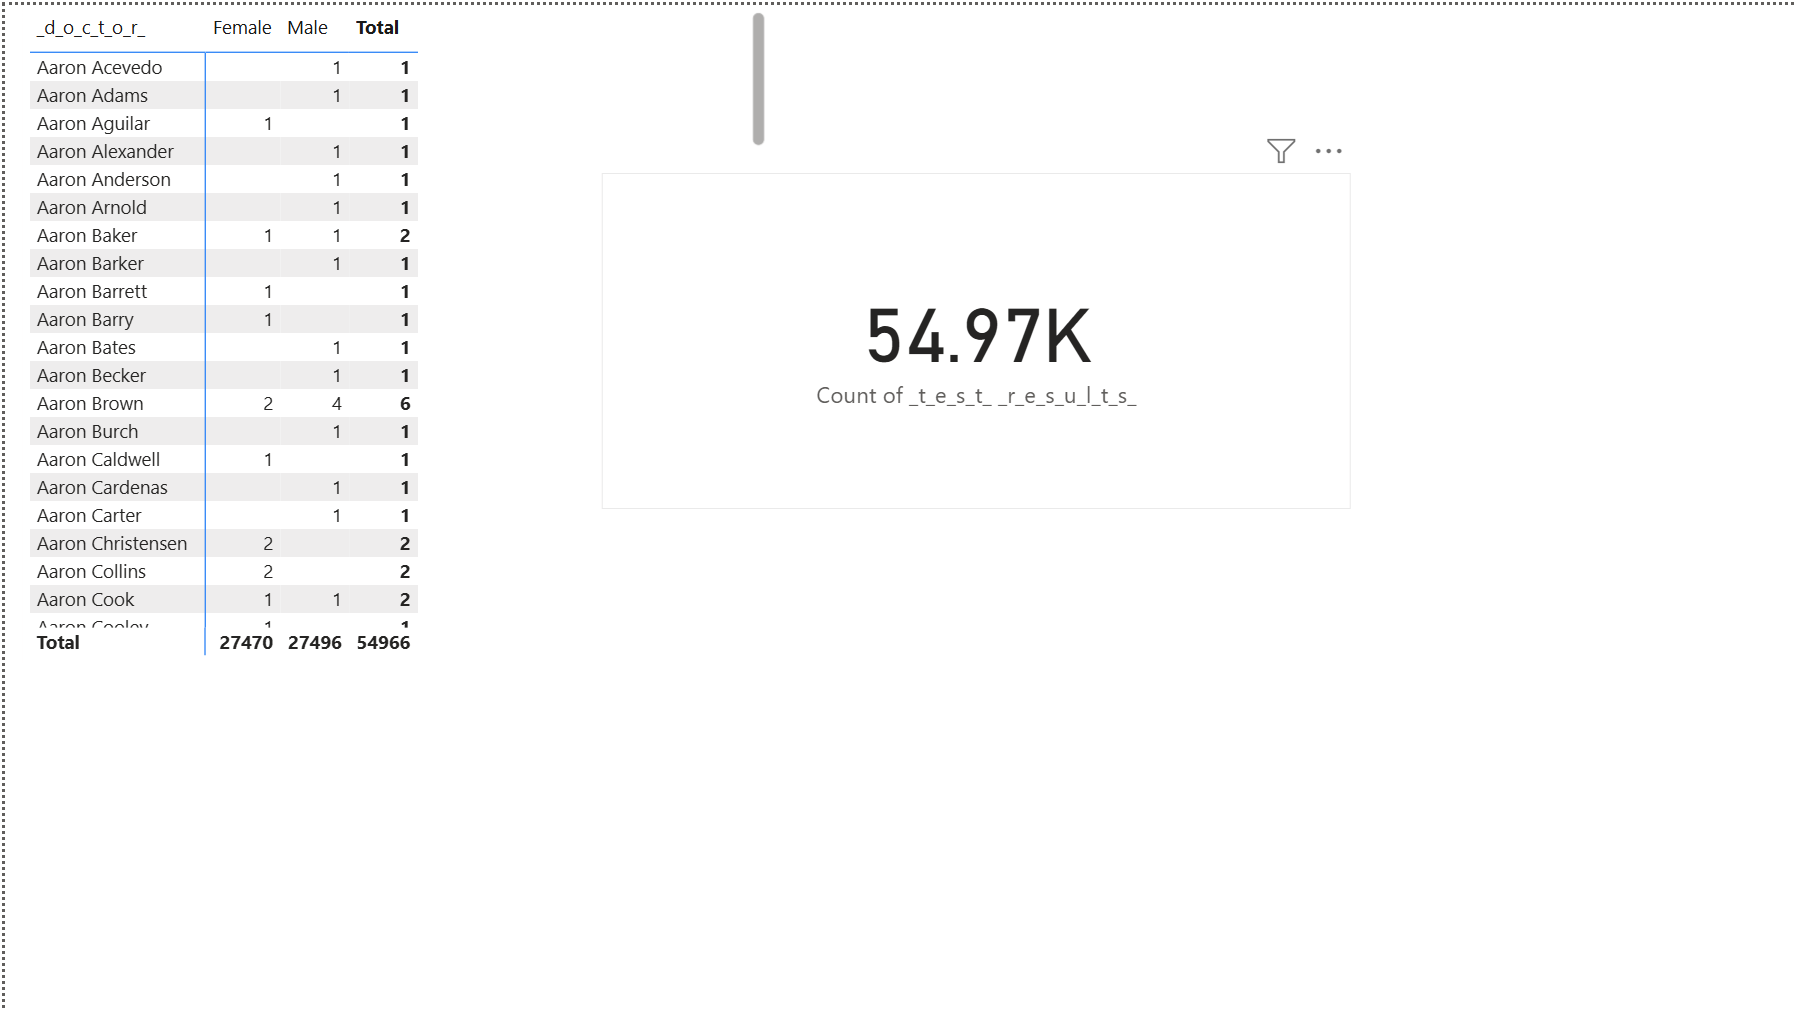 _d_o_c_t_o_r_ Female Male Total
Aaron Acevedo 1 1
Aaron Adams 1 1
Aaron Aguilar 1 1
Aaron Alexander 1 1
Aaron Anderson 1 1
Aaron Arnold 1 1
Aaron Baker 1 1 2
Aaron Barker 1 1
Aaron Barrett 1 1
Aaron Barry 1 1
Aaron Bates 1 1
Aaron Becker 1 1
Aaron Brown 2 4 6
Aaron Burch 1 1
Aaron Caldwell 1 1
Aaron Cardenas 1 1
Aaron Carter 1 1
Aaron Christensen 2 2
Aaron Collins 2 2
Aaron Cook 1 1 2
Aaron Cooley 1 1
Total 27470 27496 54966
54.97K
Count of _t_e_s_t_ _r_e_s_u_l_t_s_